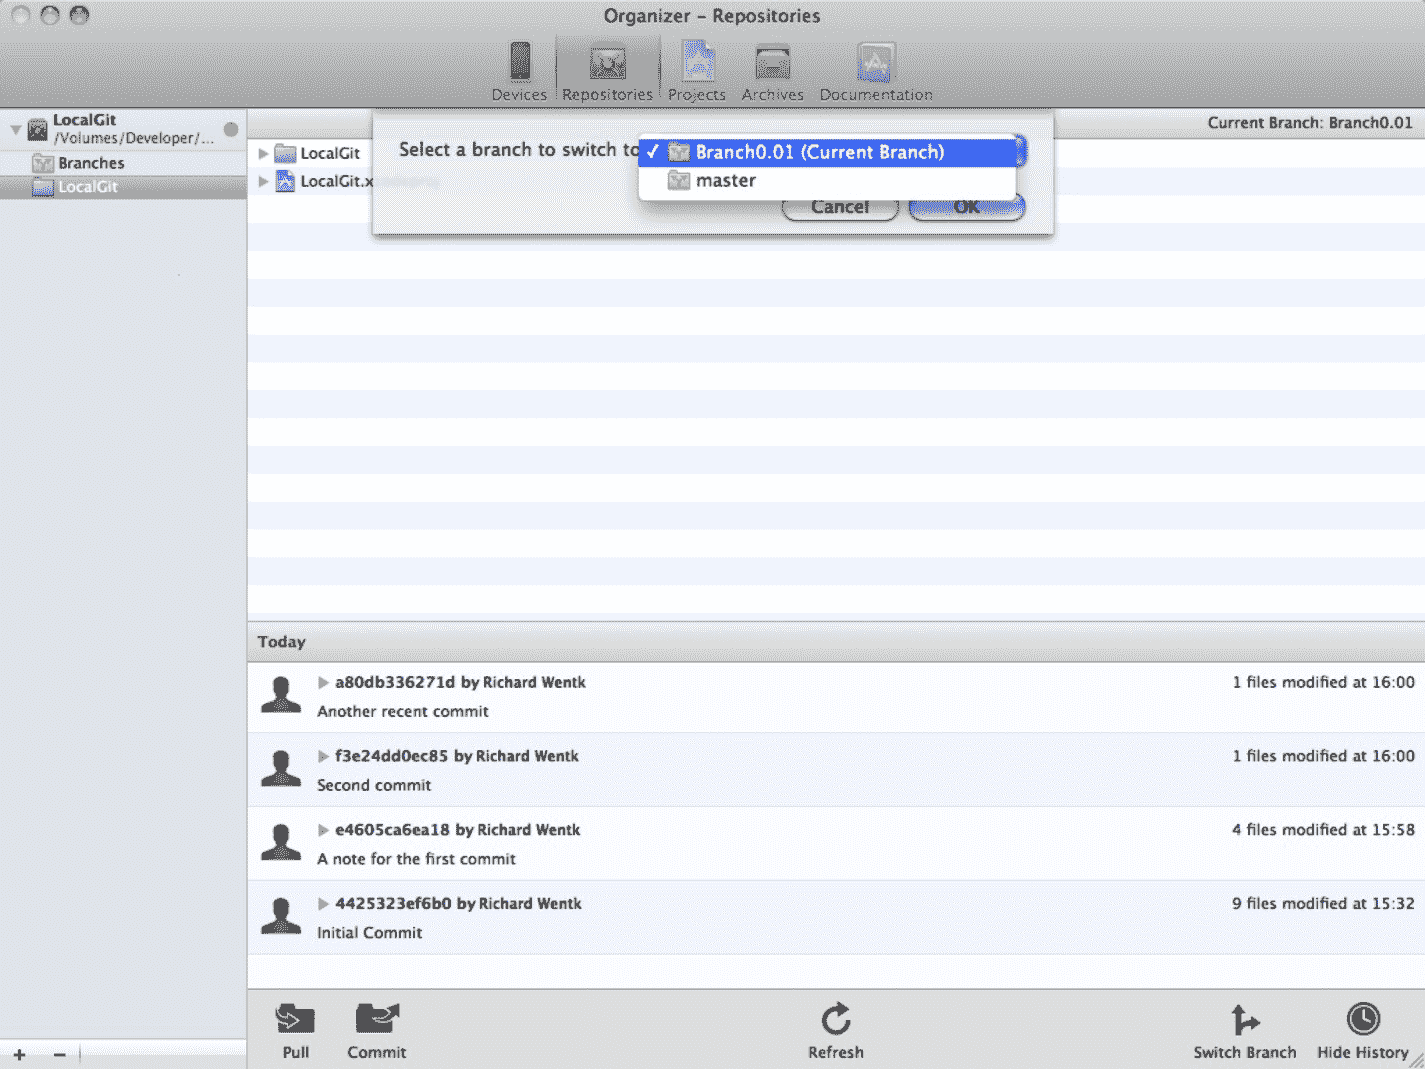 Organizer – Repositories
Devices
Repositories
Projects
Archives
Documentation
LocalGit
/Volumes/Developer/...
Branches
LocalGit
Current Branch: Branch0.01
LocalGit
LocalGit.x
Select a branch to switch to
✓ Branch0.01 (Current Branch)
master
Cancel
OK
Today
a80db336271d by Richard Wentk
1 files modified at 16:00
Another recent commit
f3e24dd0ec85 by Richard Wentk
1 files modified at 16:00
Second commit
e4605ca6ea18 by Richard Wentk
4 files modified at 15:58
A note for the first commit
4425323ef6b0 by Richard Wentk
9 files modified at 15:32
Initial Commit
+ −
Pull
Commit
Refresh
Switch Branch
Hide History